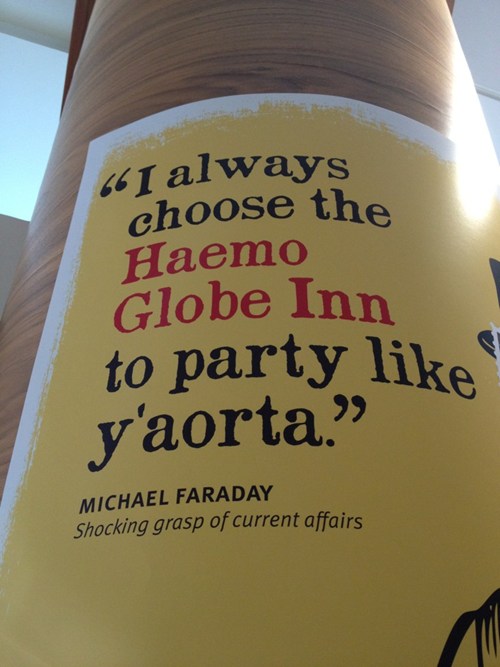 “I always
choose the
Haemo
Globe Inn
to party like
y'aorta.”
MICHAEL FARADAY
Shocking grasp of current affairs